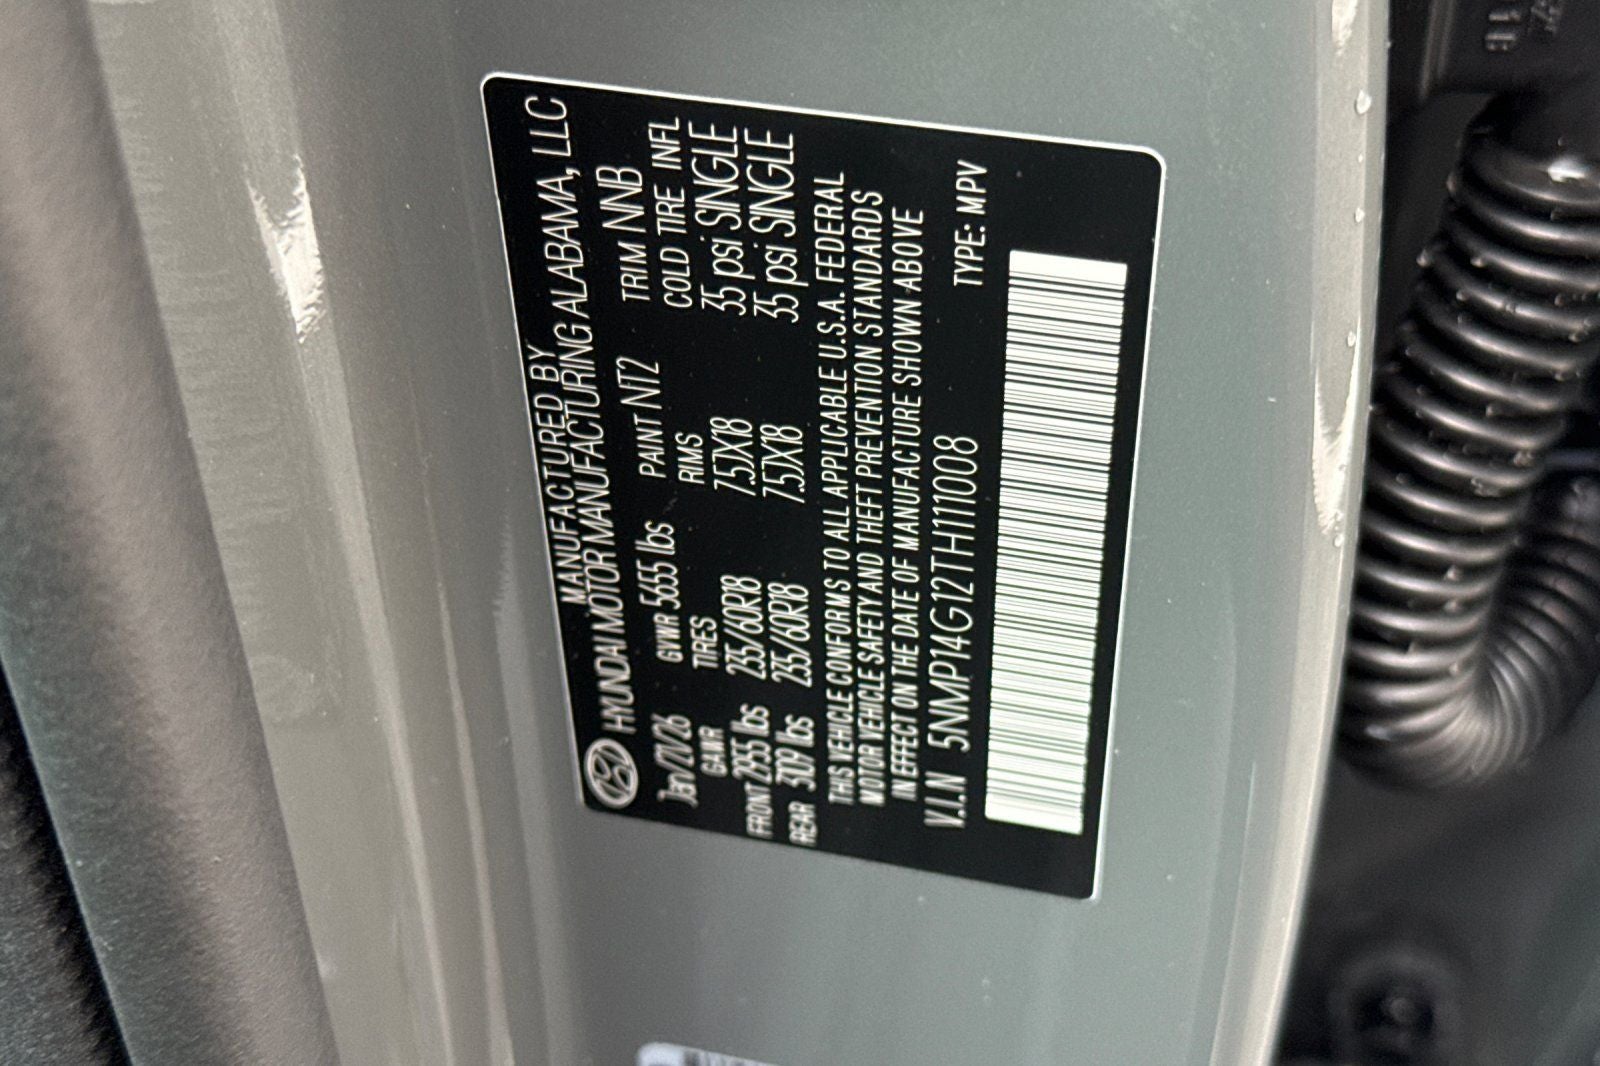 MANUFACTURED BY
HYUNDAI MOTOR MANUFACTURING ALABAMA, LLC
Jan/21/26 GVWR 5655 lbs PAINT NT2 TRIM NNB
GAWR TIRES RIMS COLD TIRE INFL
FRONT 2955 lbs 235/60R18 7.5JX18 35 psi SINGLE
REAR 3109 lbs 235/60R18 7.5JX18 35 psi SINGLE
THIS VEHICLE CONFORMS TO ALL APPLICABLE U.S.A. FEDERAL
MOTOR VEHICLE SAFETY AND THEFT PREVENTION STANDARDS
IN EFFECT ON THE DATE OF MANUFACTURE SHOWN ABOVE
V.I.N 5NMP14G12TH111008 TYPE: MPV